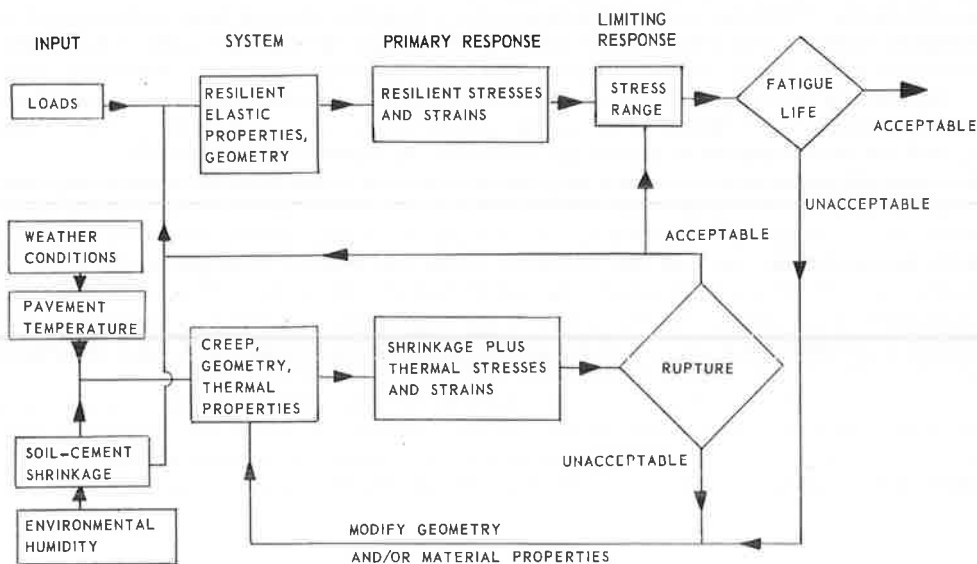 INPUT
SYSTEM
PRIMARY RESPONSE
LIMITING
RESPONSE
LOADS
RESILIENT
ELASTIC
PROPERTIES,
GEOMETRY
RESILIENT STRESSES
AND STRAINS
STRESS
RANGE
FATIGUE
LIFE
ACCEPTABLE
UNACCEPTABLE
ACCEPTABLE
WEATHER
CONDITIONS
PAVEMENT
TEMPERATURE
CREEP,
GEOMETRY,
THERMAL
PROPERTIES
SHRINKAGE PLUS
THERMAL STRESSES
AND STRAINS
RUPTURE
SOIL-CEMENT
SHRINKAGE
UNACCEPTABLE
ENVIRONMENTAL
HUMIDITY
MODIFY GEOMETRY
AND/OR MATERIAL PROPERTIES